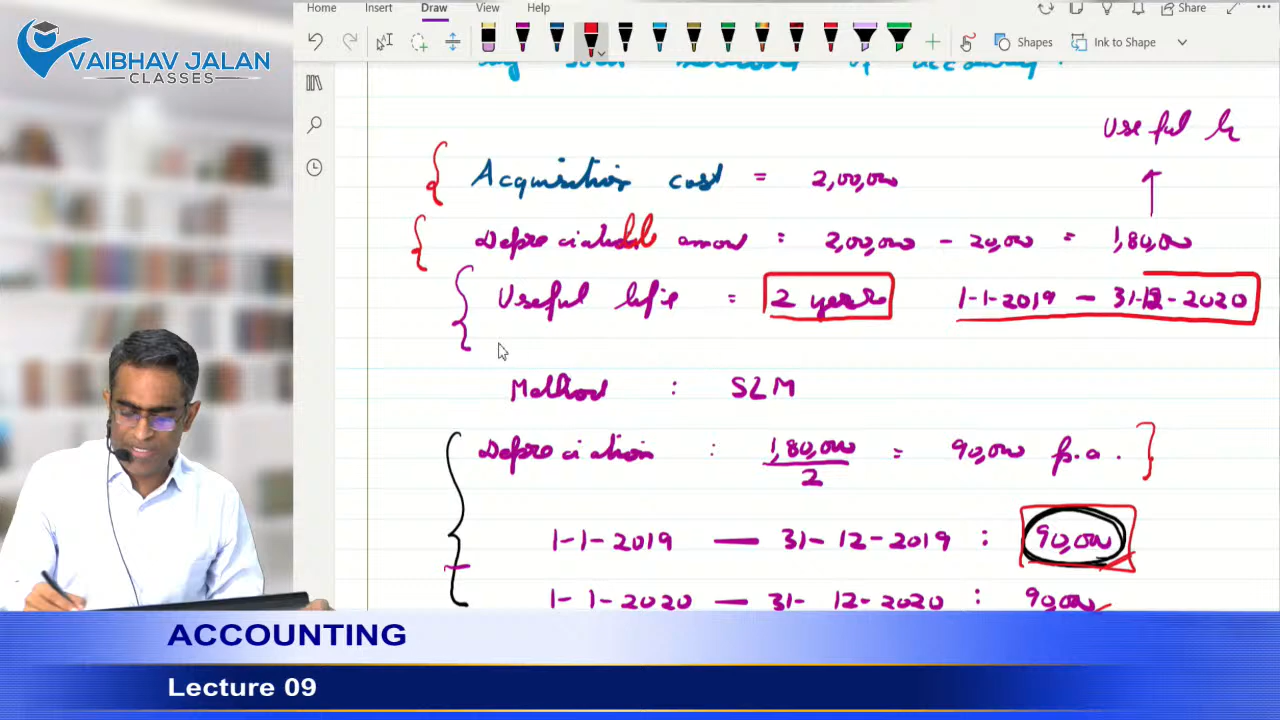 VAIBHAV JALAN
CLASSES
Home Insert Draw View Help
Share
Shapes Ink to Shape
of accounting.
Useful
Acquisition cost = 2,00,000
Depreciable amou = 2,00,000 - 20,000 = 1,80,000
Useful life = 2 years 1-1-2019 - 31-12-2020
Method : SLM
Depreciation : 1,80,000 / 2 = 90,000 p.a.
1-1-2019 — 31-12-2019 : 90,000
1-1-2020 — 31-12-2020 : 90,000
ACCOUNTING
Lecture 09